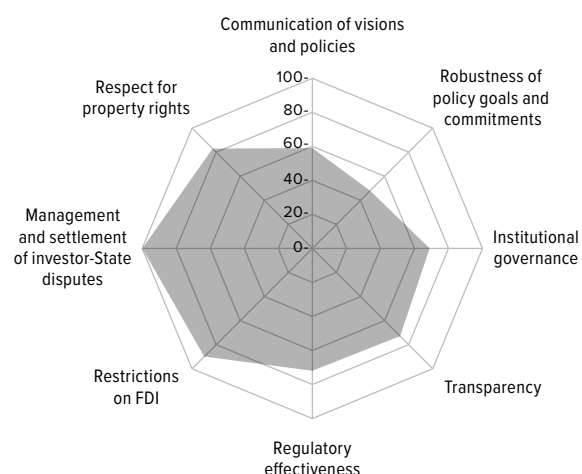 Communication of visions
and policies
Robustness of
policy goals and
commitments
Respect for
property rights
100-
80-
60-
40-
20-
0-
Management
and settlement
of investor-State
disputes
Institutional
governance
Restrictions
on FDI
Transparency
Regulatory
effectiveness